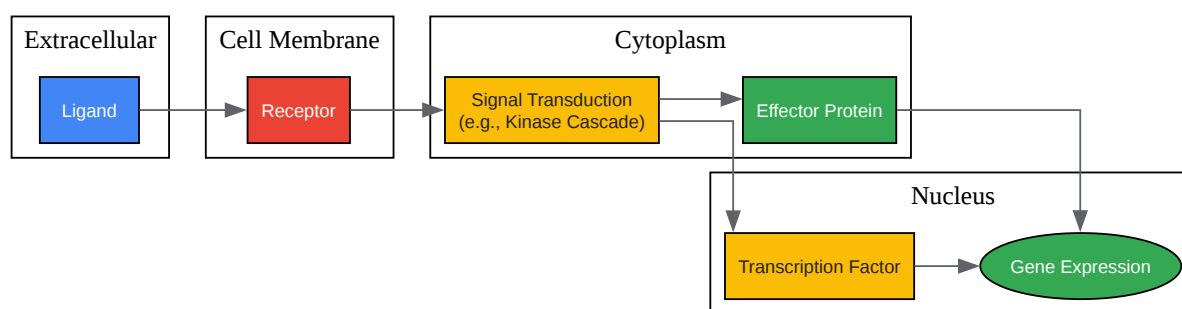 Extracellular
Cell Membrane
Cytoplasm
Ligand
Receptor
Signal Transduction
(e.g., Kinase Cascade)
Effector Protein
Nucleus
Transcription Factor
Gene Expression